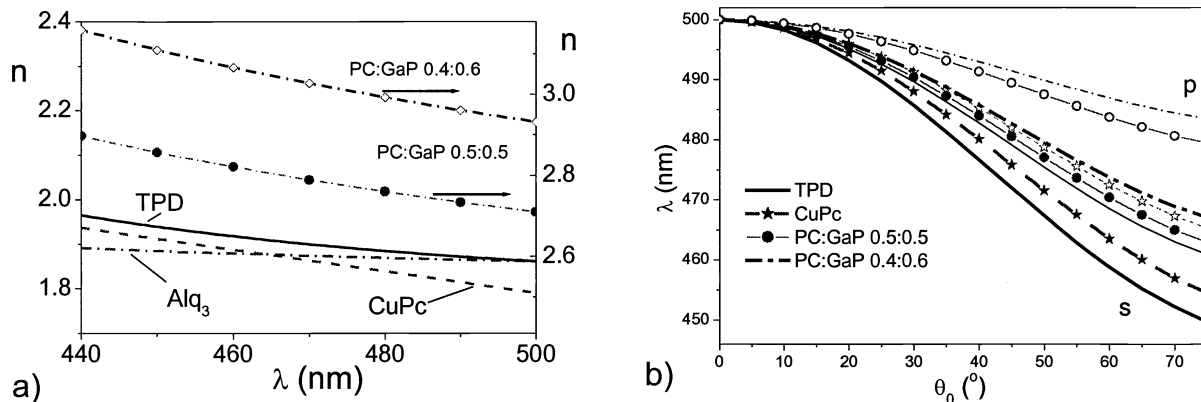 2.4
2.2
2.0
1.8
n
n
3.0
2.8
2.6
PC:GaP 0.4:0.6
PC:GaP 0.5:0.5
TPD
Alq3
CuPc
440 460 480 500
λ (nm)
a)
500
490
480
470
460
450
λ (nm)
p
s
TPD
CuPc
PC:GaP 0.5:0.5
PC:GaP 0.4:0.6
0 10 20 30 40 50 60 70
θ0 (o)
b)